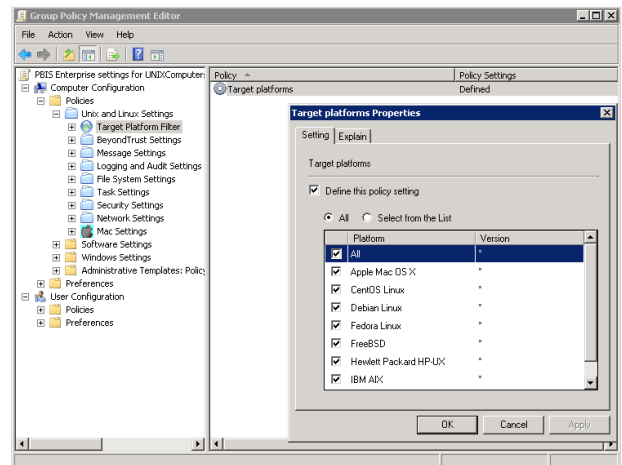 Group Policy Management Editor
File Action View Help
PBIS Enterprise settings for UNIXComputer:
Computer Configuration
Policies
Unix and Linux Settings
Target Platform Filter
BeyondTrust Settings
Message Settings
Logging and Audit Settings
File System Settings
Task Settings
Security Settings
Network Settings
Mac Settings
Software Settings
Windows Settings
Administrative Templates: Policy
Preferences
User Configuration
Policies
Preferences
Policy Policy Settings
Target platforms Defined
Target platforms Properties
Setting Explain
Target platforms
Define this policy setting
All Select from the List
Platform Version
All *
Apple Mac OS X *
CentOS Linux *
Debian Linux *
Fedora Linux *
FreeBSD *
Hewlett Packard HP-UX *
IBM AIX *
OK Cancel Apply